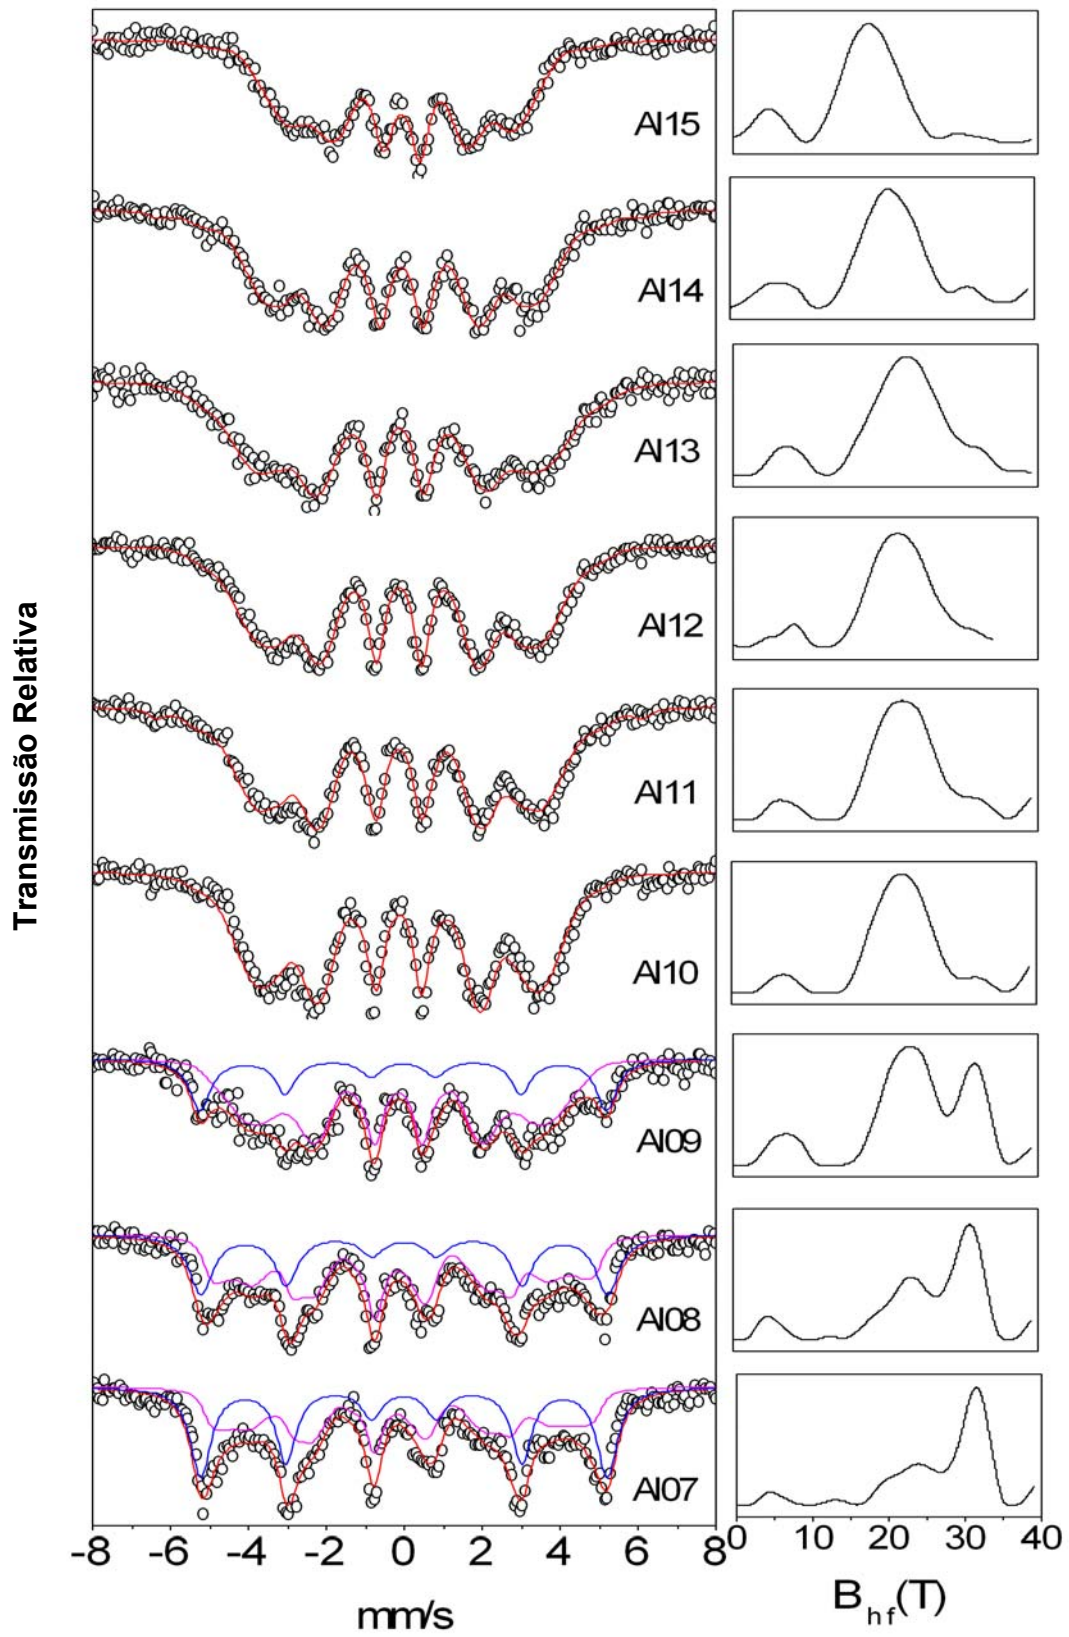 Transmissão Relativa
Al15
Al14
Al13
Al12
Al11
Al10
Al09
Al08
Al07
-8 -6 -4 -2 0 2 4 6 8
0 10 20 30 40
mm/s
Bhf(T)